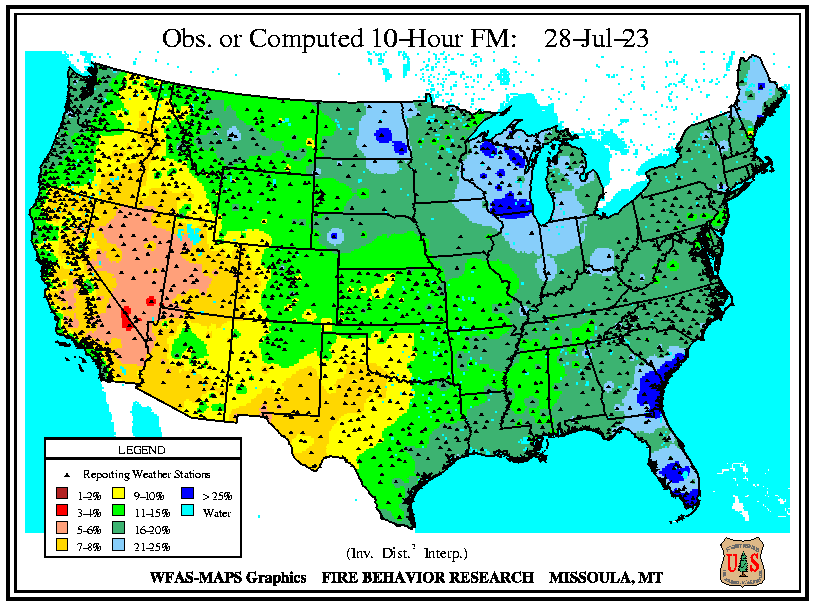 Obs. or Computed 10-Hour FM: 28-Jul-23
LEGEND
Reporting Weather Stations
1-2% 9-10% > 25%
3-4% 11-15% Water
5-6% 16-20%
7-8% 21-25%
(Inv. Dist.² Interp.)
WFAS-MAPS Graphics FIRE BEHAVIOR RESEARCH MISSOULA, MT
U S